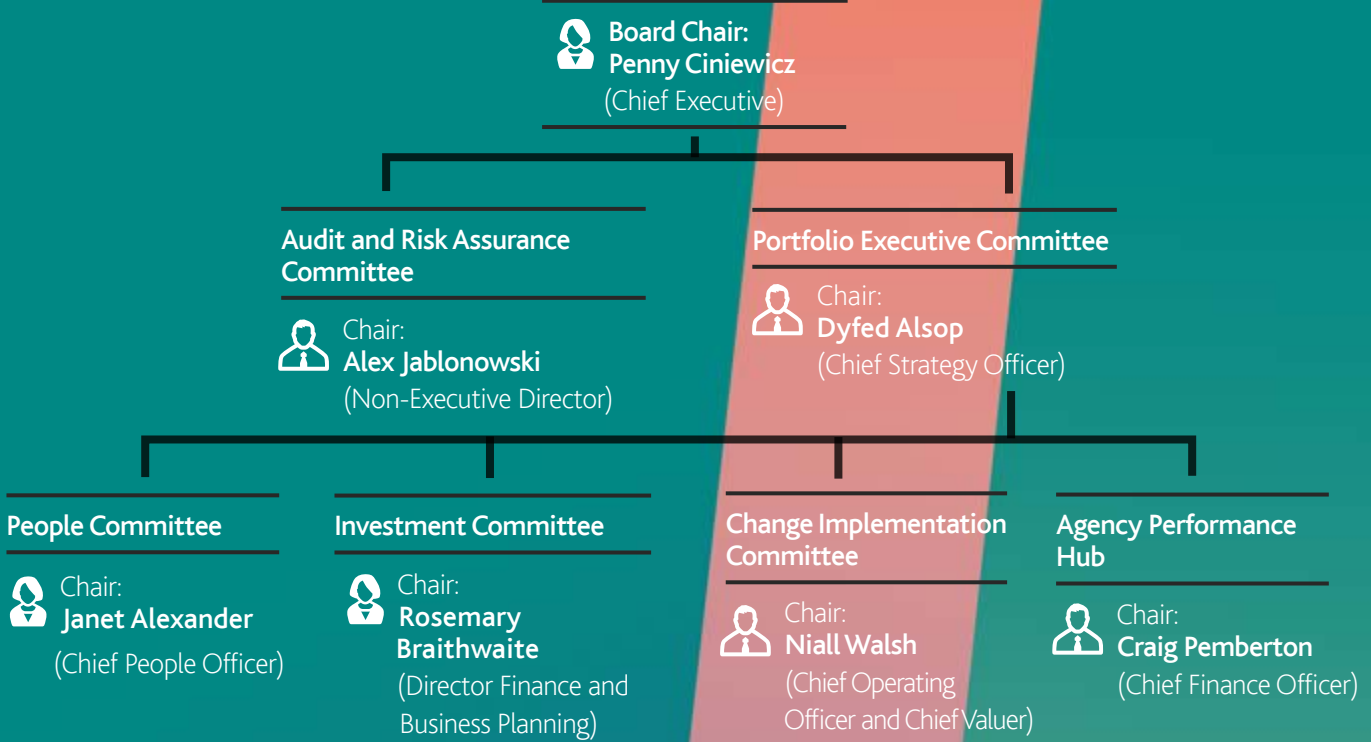 Board Chair:
Penny Ciniewicz
(Chief Executive)
Audit and Risk Assurance
Committee
Chair:
Alex Jablonowski
(Non-Executive Director)
Portfolio Executive Committee
Chair:
Dyfed Alsop
(Chief Strategy Officer)
People Committee
Chair:
Janet Alexander
(Chief People Officer)
Investment Committee
Chair:
Rosemary
Braithwaite
(Director Finance and
Business Planning)
Change Implementation
Committee
Chair:
Niall Walsh
(Chief Operating
Officer and Chief Valuer)
Agency Performance
Hub
Chair:
Craig Pemberton
(Chief Finance Officer)